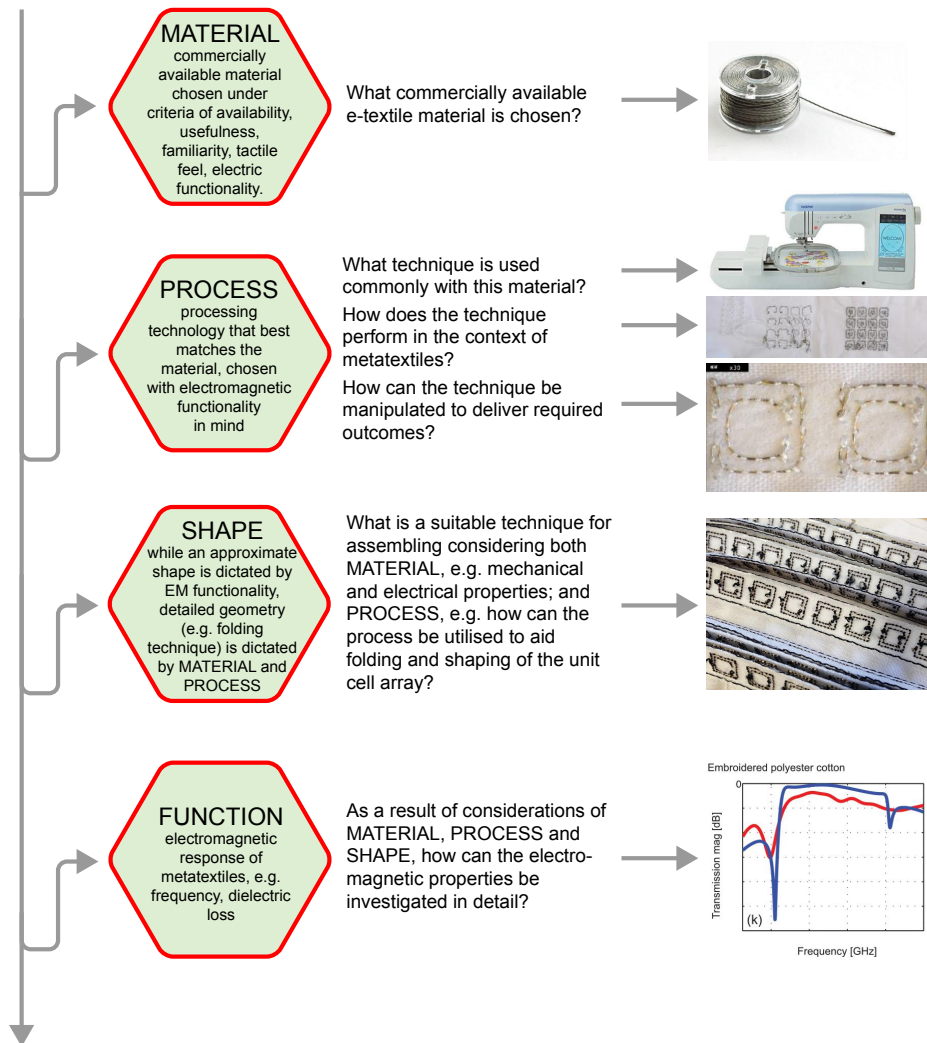 MATERIAL
commercially
available material
chosen under
criteria of availability,
usefulness,
familiarity, tactile
feel, electric
functionality.
What commercially available
e-textile material is chosen?
PROCESS
processing
technology that best
matches the
material, chosen
with electromagnetic
functionality
in mind
What technique is used
commonly with this material?
How does the technique
perform in the context of
metatextiles?
How can the technique be
manipulated to deliver required
outcomes?
brother
WELCOME
x30
SHAPE
while an approximate
shape is dictated by
EM functionality,
detailed geometry
(e.g. folding
technique) is dictated
by MATERIAL and
PROCESS
What is a suitable technique for
assembling considering both
MATERIAL, e.g. mechanical
and electrical properties; and
PROCESS, e.g. how can the
process be utilised to aid
folding and shaping of the unit
cell array?
FUNCTION
electromagnetic
response of
metatextiles, e.g.
frequency, dielectric
loss
As a result of considerations of
MATERIAL, PROCESS and
SHAPE, how can the electro-
magnetic properties be
investigated in detail?
Embroidered polyester cotton
0
Transmission mag [dB]
(k)
Frequency [GHz]